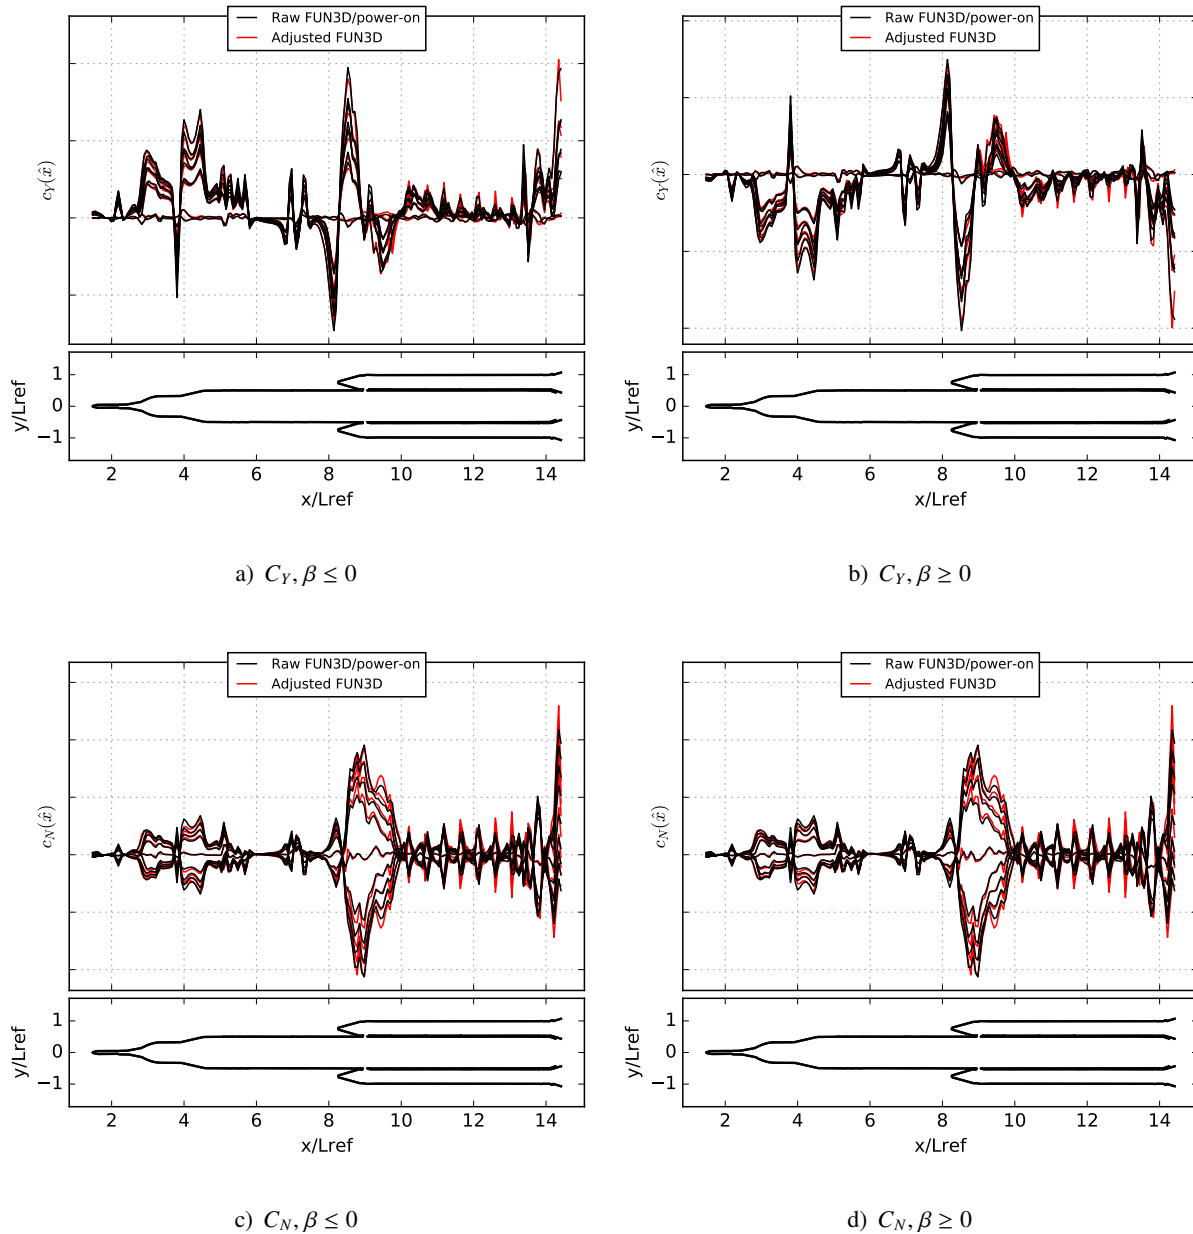 Raw FUN3D/power-on
Adjusted FUN3D
c_Y(x̂)
1
0
−1
y/Lref
2 4 6 8 10 12 14
x/Lref
a) C_Y, β ≤ 0
Raw FUN3D/power-on
Adjusted FUN3D
c_Y(x̂)
1
0
−1
y/Lref
2 4 6 8 10 12 14
x/Lref
b) C_Y, β ≥ 0
Raw FUN3D/power-on
Adjusted FUN3D
c_N(x̂)
1
0
−1
y/Lref
2 4 6 8 10 12 14
x/Lref
c) C_N, β ≤ 0
Raw FUN3D/power-on
Adjusted FUN3D
c_N(x̂)
1
0
−1
y/Lref
2 4 6 8 10 12 14
x/Lref
d) C_N, β ≥ 0